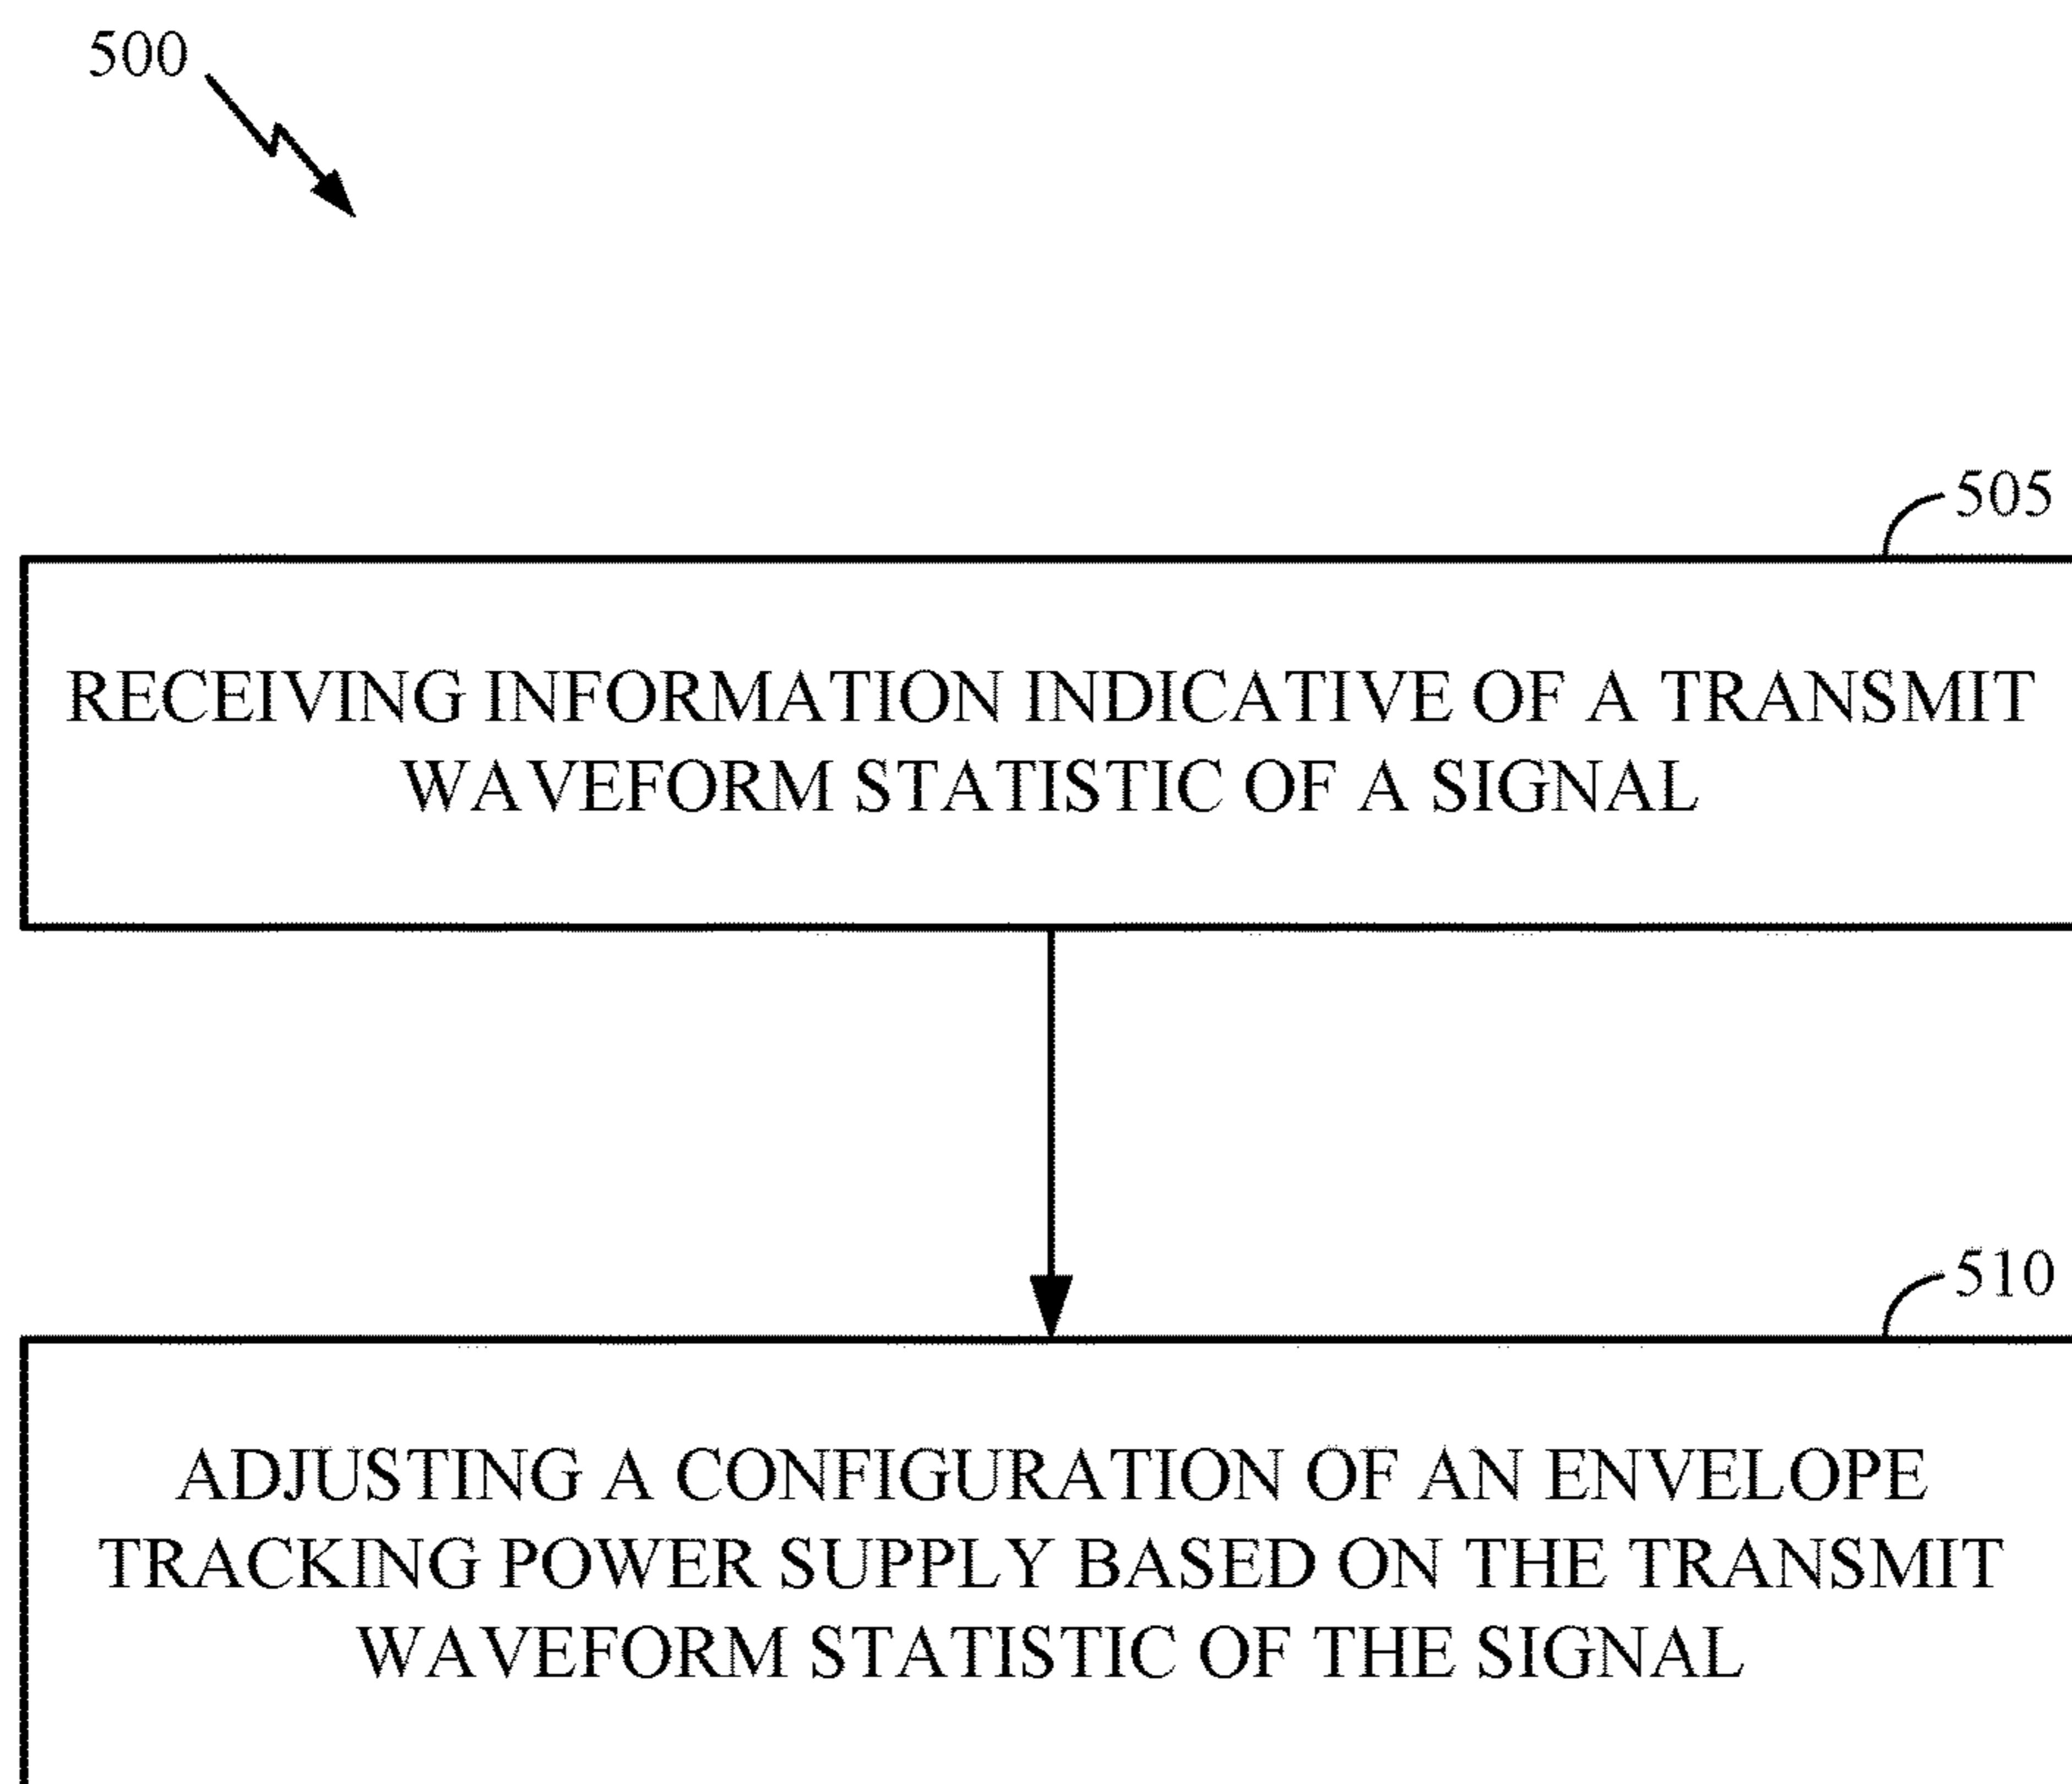 500
505
RECEIVING INFORMATION INDICATIVE OF A TRANSMIT
WAVEFORM STATISTIC OF A SIGNAL
510
ADJUSTING A CONFIGURATION OF AN ENVELOPE
TRACKING POWER SUPPLY BASED ON THE TRANSMIT
WAVEFORM STATISTIC OF THE SIGNAL